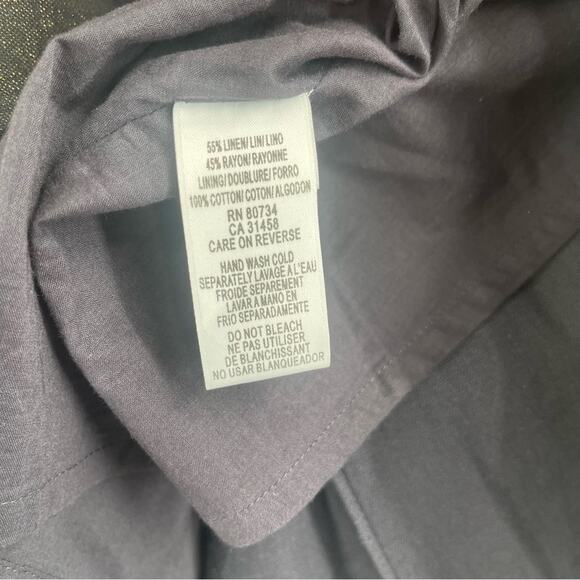 55% LINEN/LIN/LINO
45% RAYON/RAYONNE
LINING/DOUBLURE/FORRO
100% COTTON/COTON/ALGODON
RN 80734
CA 31458
CARE ON REVERSE
HAND WASH COLD
SEPARATELY LAVAGE A L'EAU
FROIDE SEPAREMENT
LAVAR A MANO EN
FRIO SEPARADAMENTE
DO NOT BLEACH
NE PAS UTILISER
DE BLANCHISSANT
NO USAR BLANQUEADOR